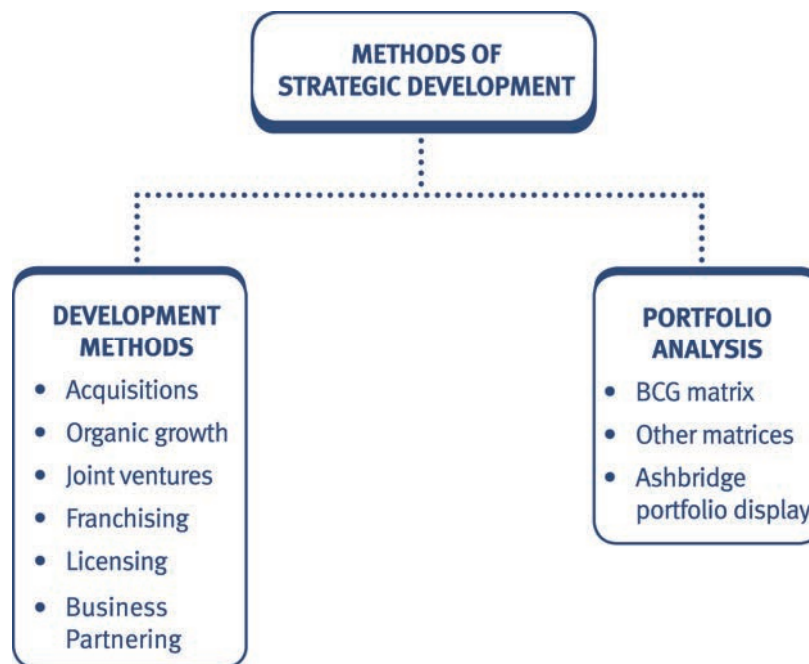 METHODS OF
STRATEGIC DEVELOPMENT
DEVELOPMENT
METHODS
• Acquisitions
• Organic growth
• Joint ventures
• Franchising
• Licensing
• Business
Partnering
PORTFOLIO
ANALYSIS
• BCG matrix
• Other matrices
• Ashbridge
portfolio display